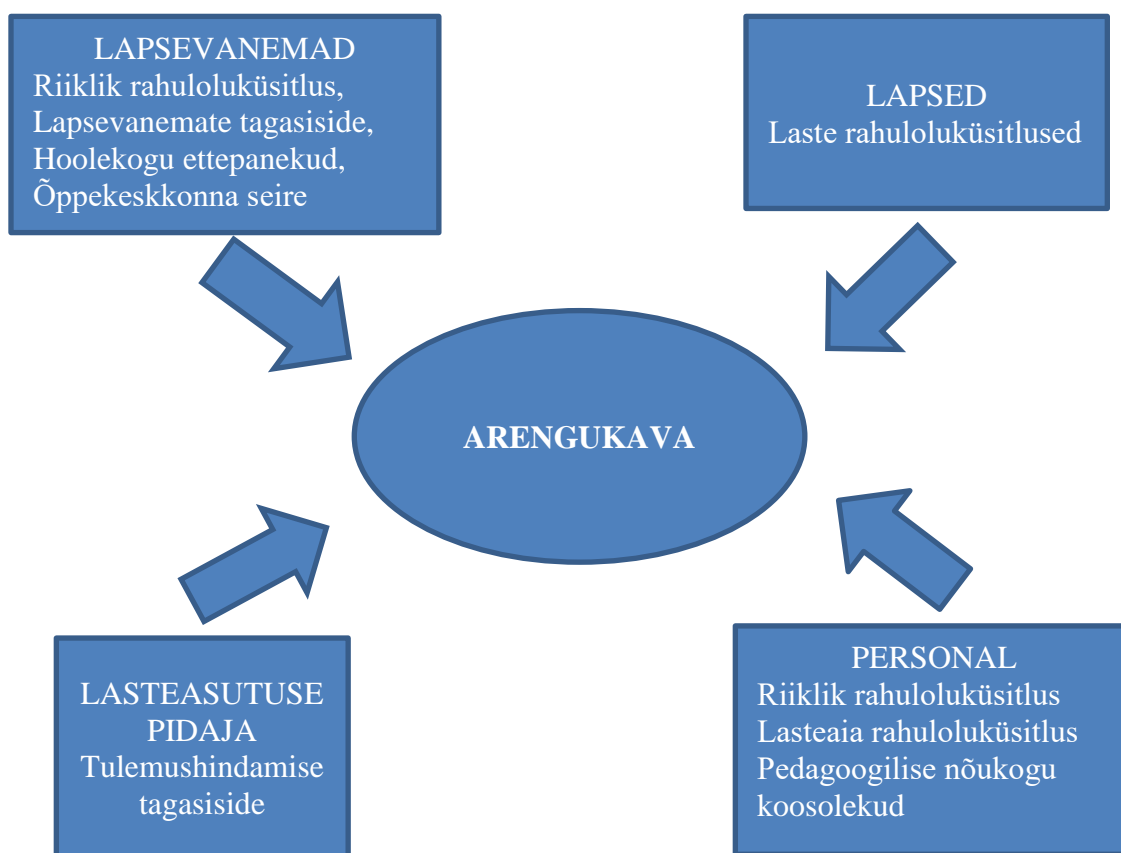 LAPSEVANEMAD
Riiklik rahuloluküsitlus,
Lapsevanemate tagasiside,
Hoolekogu ettepanekud,
Õppekeskkonna seire
LAPSED
Laste rahuloluküsitlused
ARENGUKAVA
LASTEASUTUSE
PIDAJA
Tulemushindamise
tagasiside
PERSONAL
Riiklik rahuloluküsitlus
Lasteaia rahuloluküsitlus
Pedagoogilise nõukogu
koosolekud